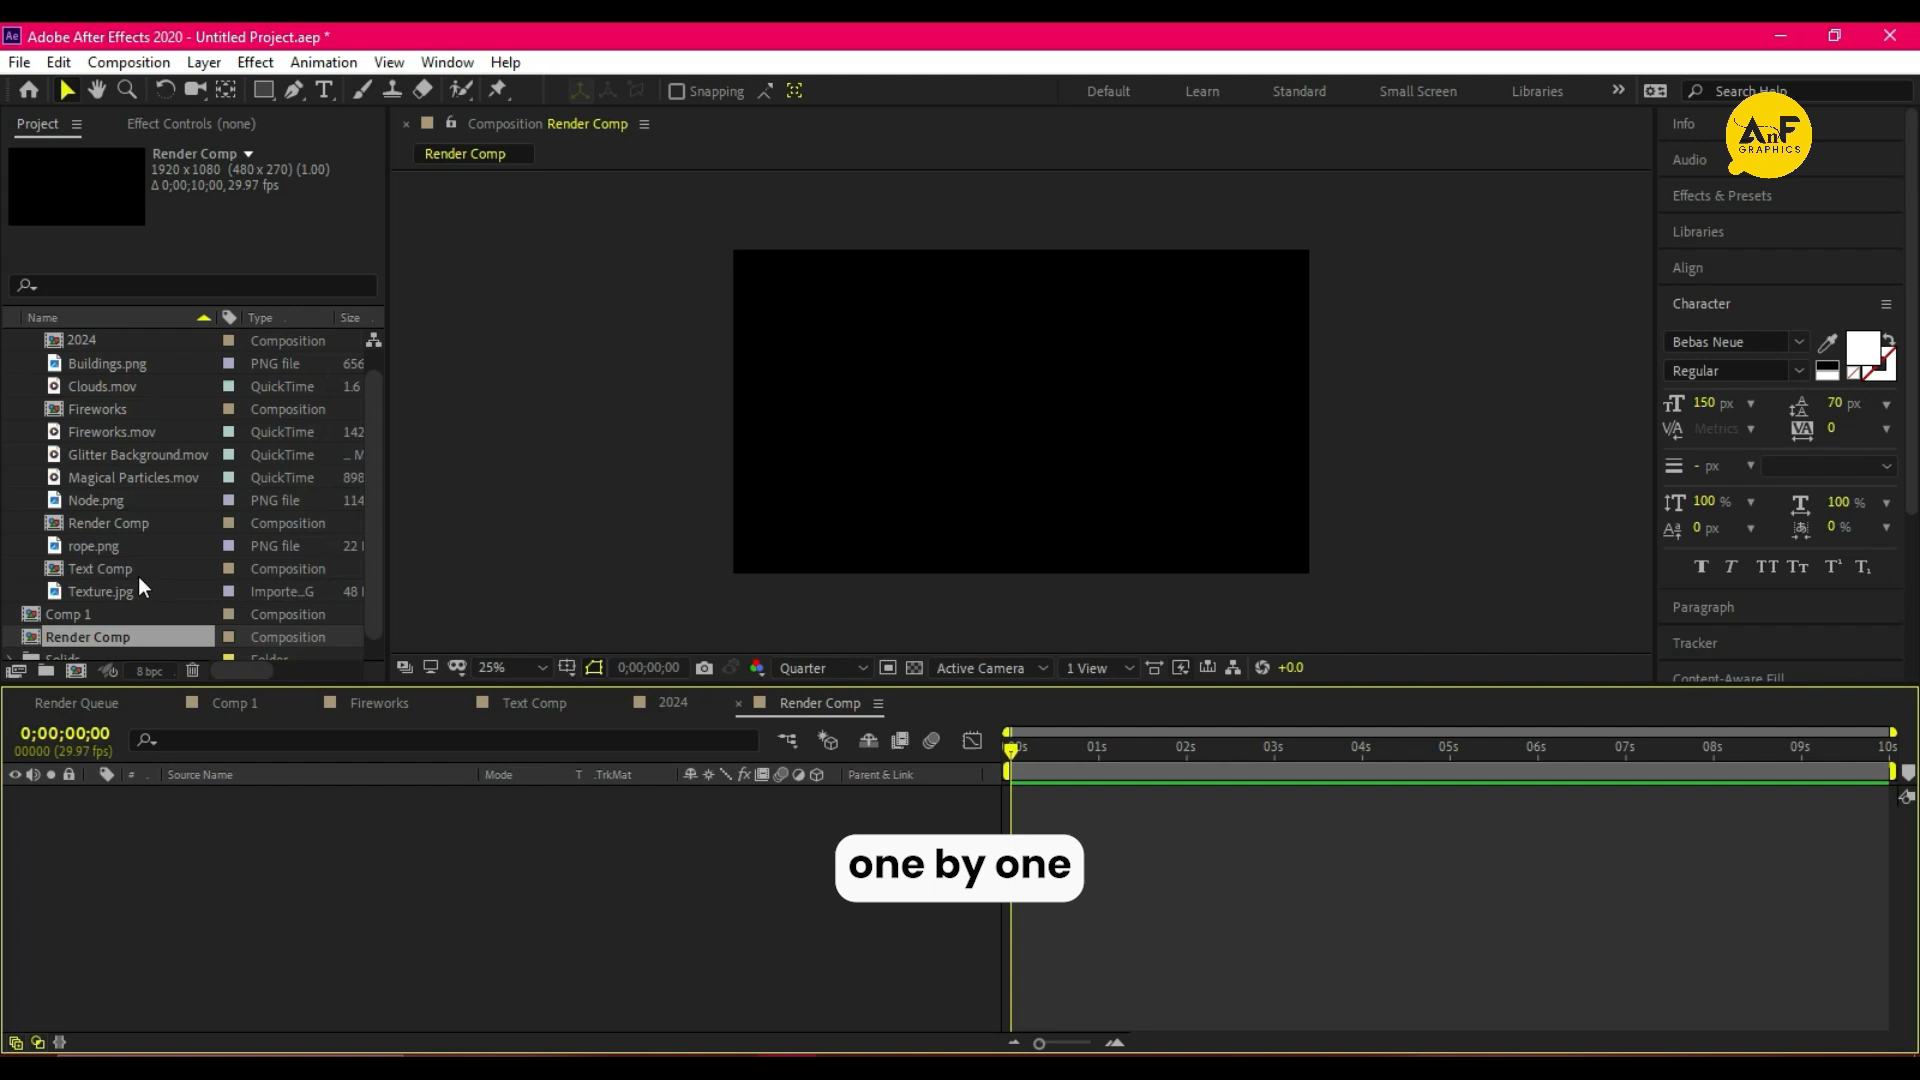 Ae Adobe After Effects 2020 - Untitled Project.aep *
File Edit Composition Layer Effect Animation View Window Help
Snapping Default Learn Standard Small Screen Libraries Search Help
Project Effect Controls (none)
Composition Render Comp
Render Comp
Render Comp
1920 x 1080 (480 x 270) (1.00)
Δ 0;00;10;00, 29.97 fps
Name Type Size
2024 Composition
Buildings.png PNG file 656
Clouds.mov QuickTime 1.6
Fireworks Composition
Fireworks.mov QuickTime 142
Glitter Background.mov QuickTime ... M
Magical Particles.mov QuickTime 898
Node.png PNG file 114
Render Comp Composition
rope.png PNG file 22
Text Comp Composition
Texture.jpg Importe...G 48
Comp 1 Composition
Render Comp Composition
Solids Folder
8 bpc
25% 0;00;00;00 Quarter Active Camera 1 View +0.0
Info
Audio
Effects & Presets
Libraries
Align
Character
Bebas Neue
Regular
150 px 70 px
Metrics 0
- px
100 % 100 %
0 px 0 %
T T TT Tt T¹ T₁
Paragraph
Tracker
Content-Aware Fill
AnF
GRAPHICS
Render Queue Comp 1 Fireworks Text Comp 2024 Render Comp
0;00;00;00
00000 (29.97 fps)
# Source Name Mode T .TrkMat fx Parent & Link
00s 01s 02s 03s 04s 05s 06s 07s 08s 09s 10s
one by one